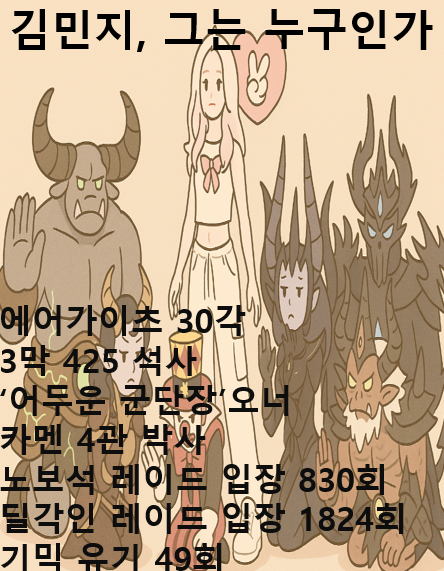 김민지, 그는 누구인가
에어가이츠 30각
3막 425 석사
‘어두운 군단장‘오너
카멘 4관 박사
노보석 레이드 입장 830회
딜각인 레이드 입장 1824회
기믹 유기 49회